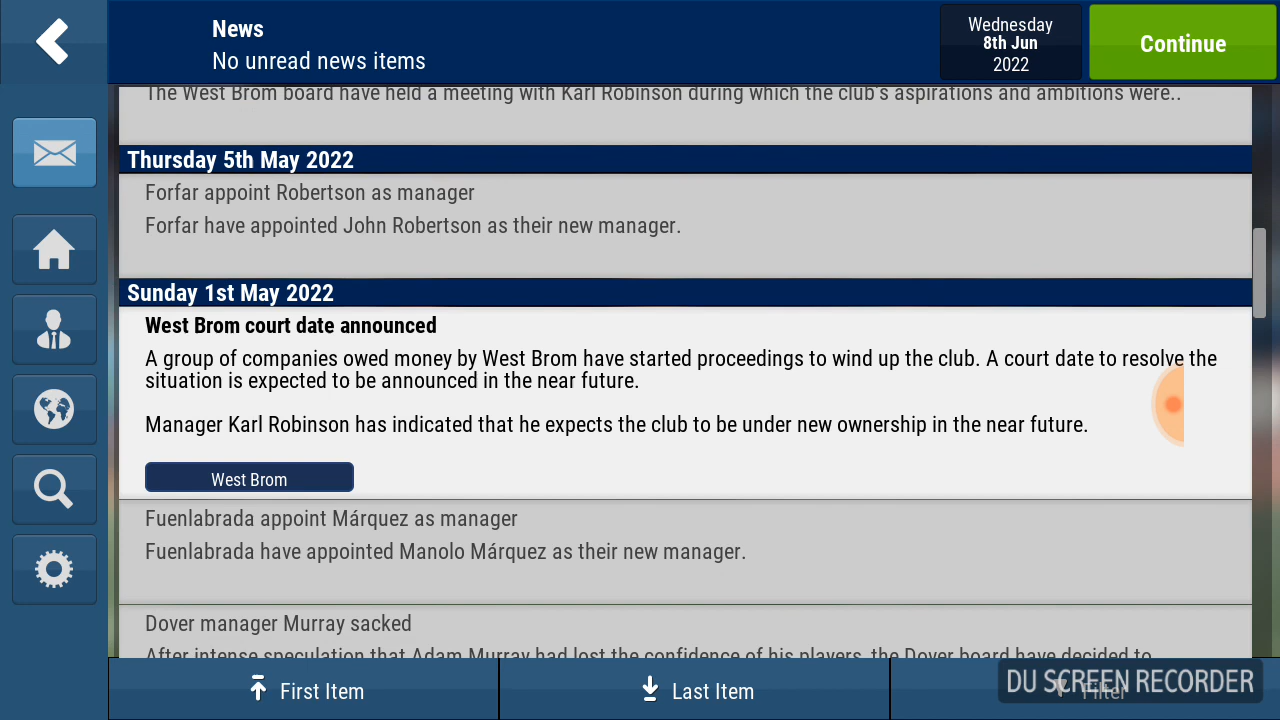 News
No unread news items
Wednesday
8th Jun
2022
Continue
The West Brom board have held a meeting with Karl Robinson during which the club's aspirations and ambitions were..
Thursday 5th May 2022
Forfar appoint Robertson as manager
Forfar have appointed John Robertson as their new manager.
Sunday 1st May 2022
West Brom court date announced
A group of companies owed money by West Brom have started proceedings to wind up the club. A court date to resolve the
situation is expected to be announced in the near future.
Manager Karl Robinson has indicated that he expects the club to be under new ownership in the near future.
West Brom
Fuenlabrada appoint Márquez as manager
Fuenlabrada have appointed Manolo Márquez as their new manager.
Dover manager Murray sacked
After intense speculation that Adam Murray had lost the confidence of his players, the Dover board have decided to
First Item
Last Item
Filter
DU SCREEN RECORDER